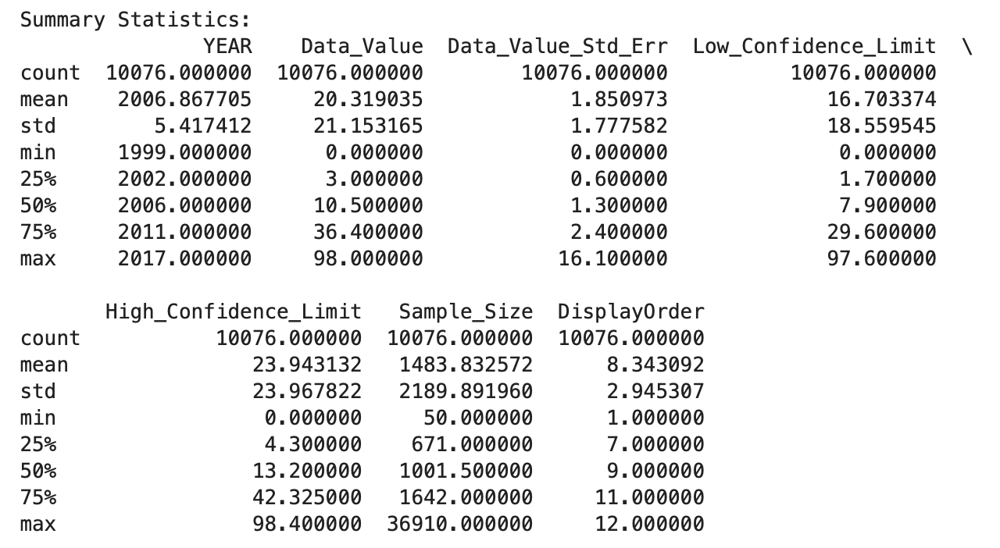 Summary Statistics:
               YEAR    Data_Value  Data_Value_Std_Err  Low_Confidence_Limit  \
count  10076.000000  10076.000000        10076.000000          10076.000000
mean    2006.867705     20.319035            1.850973             16.703374
std        5.417412     21.153165            1.777582             18.559545
min     1999.000000      0.000000            0.000000              0.000000
25%     2002.000000      3.000000            0.600000              1.700000
50%     2006.000000     10.500000            1.300000              7.900000
75%     2011.000000     36.400000            2.400000             29.600000
max     2017.000000     98.000000           16.100000             97.600000

       High_Confidence_Limit   Sample_Size  DisplayOrder
count           10076.000000  10076.000000  10076.000000
mean               23.943132   1483.832572      8.343092
std                23.967822   2189.891960      2.945307
min                 0.000000     50.000000      1.000000
25%                 4.300000    671.000000      7.000000
50%                13.200000   1001.500000      9.000000
75%                42.325000   1642.000000     11.000000
max                98.400000  36910.000000     12.000000